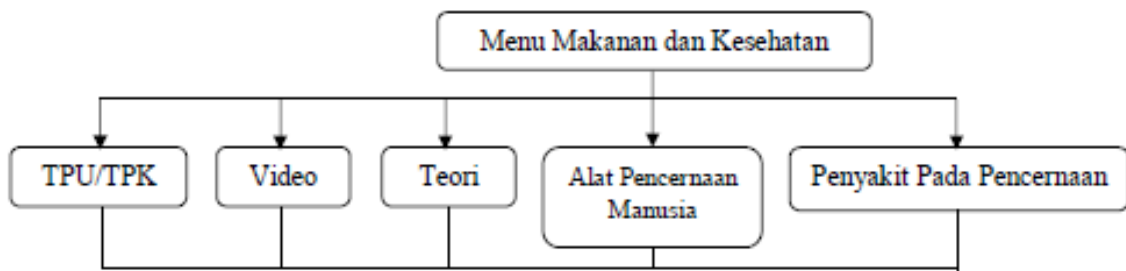 Menu Makanan dan Kesehatan
TPU/TPK
Video
Teori
Alat Pencernaan
Manusia
Penyakit Pada Pencernaan